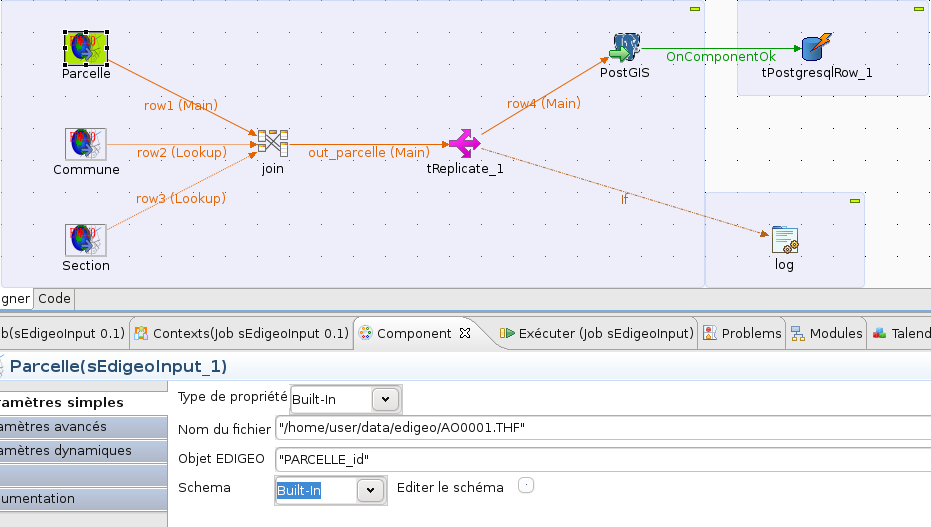 Parcelle
PostGIS
OnComponentOk
tPostgresqlRow_1
row1 (Main)
row4 (Main)
Commune
row2 (Lookup)
join
out_parcelle (Main)
tReplicate_1
row3 (Lookup)
If
Section
log
gner
Code
b(sEdigeoInput 0.1)
Contexts(Job sEdigeoInput 0.1)
Component
Exécuter (Job sEdigeoInput)
Problems
Modules
Talend
Parcelle(sEdigeoInput_1)
ramètres simples
Type de propriété
Built-In
amètres avancés
Nom du fichier
"/home/user/data/edigeo/AO0001.THF"
amètres dynamiques
Objet EDIGEO
"PARCELLE_id"
Schema
Built-In
Editer le schéma
umentation